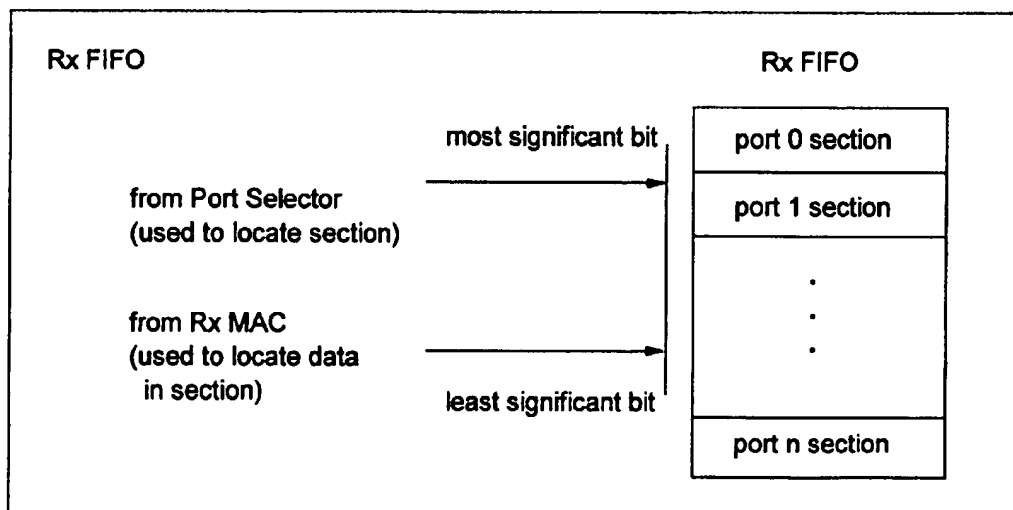 Rx FIFO
Rx FIFO
most significant bit
port 0 section
from Port Selector
(used to locate section)
port 1 section
from Rx MAC
(used to locate data
in section)
least significant bit
port n section